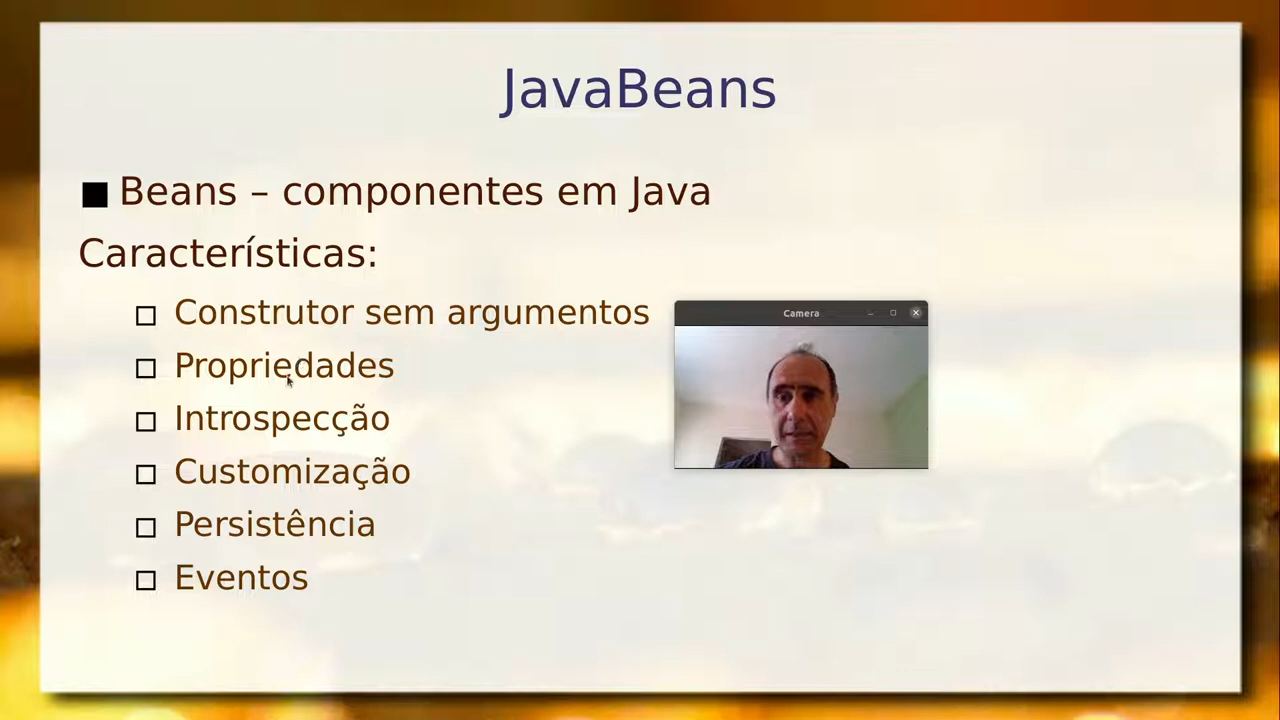 JavaBeans
Beans – componentes em Java
Características:
Construtor sem argumentos
Propriedades
Introspecção
Customização
Persistência
Eventos
Camera